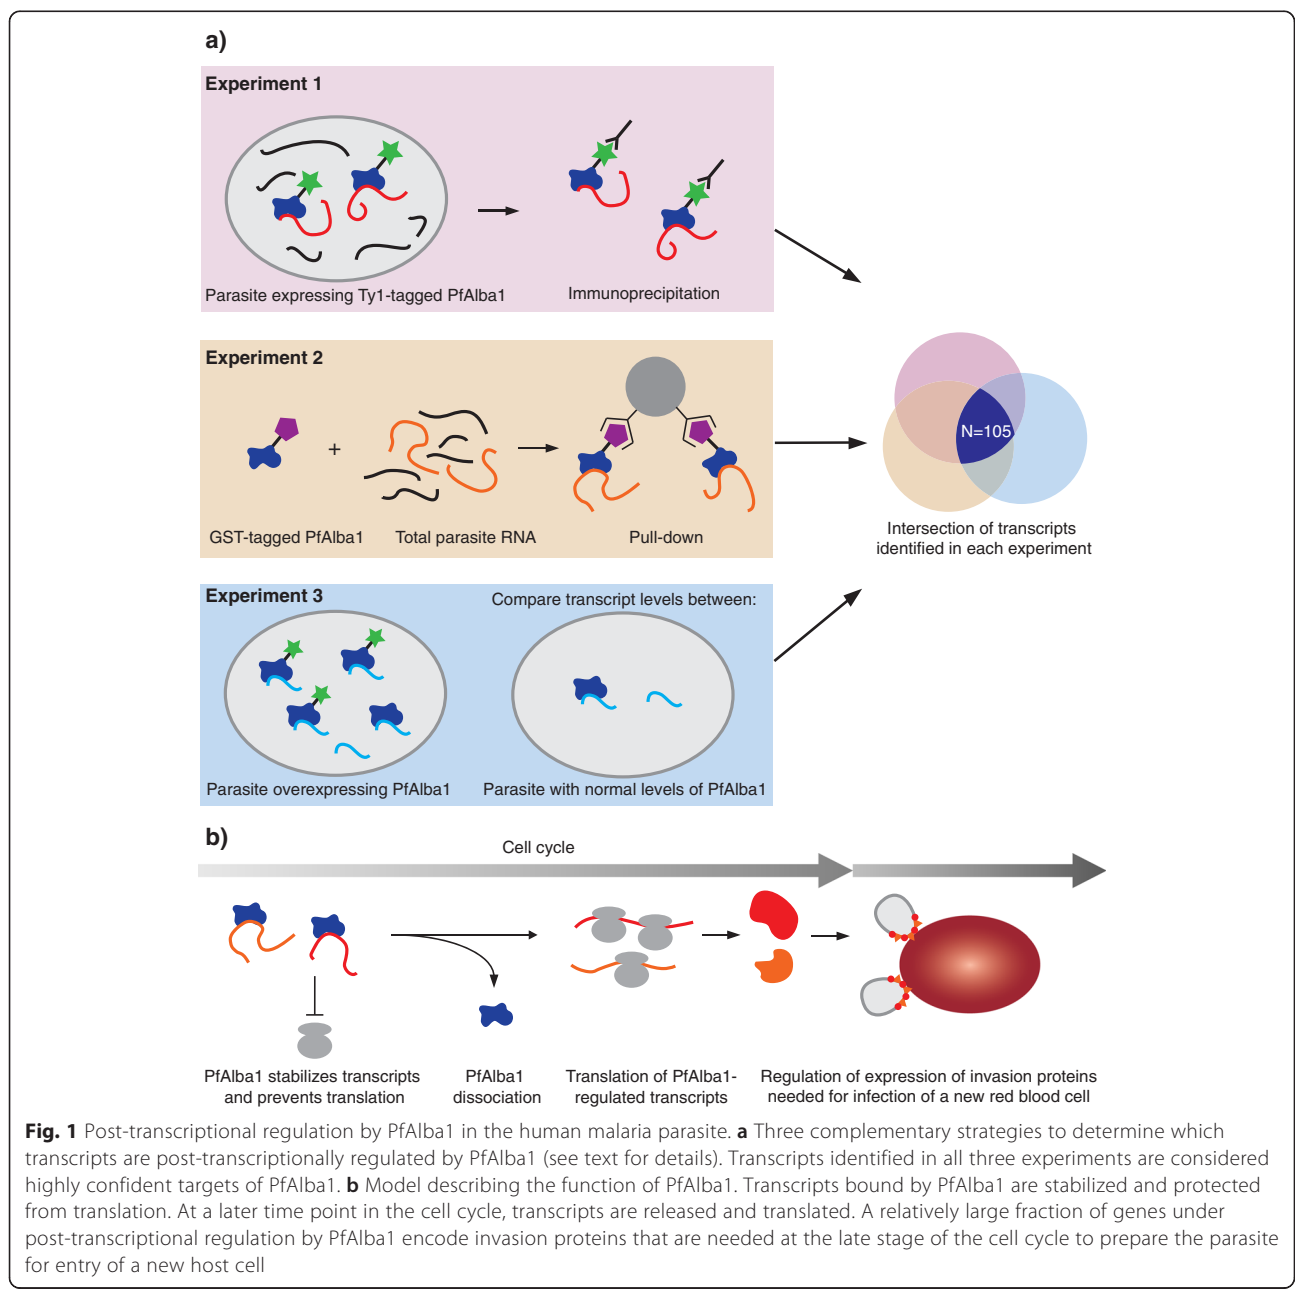 a)
Experiment 1
Parasite expressing Ty1-tagged PfAlba1
Immunoprecipitation
Experiment 2
+
GST-tagged PfAlba1
Total parasite RNA
Pull-down
N=105
Intersection of transcripts
identified in each experiment
Experiment 3
Compare transcript levels between:
Parasite overexpressing PfAlba1
Parasite with normal levels of PfAlba1
b)
Cell cycle
PfAlba1 stabilizes transcripts
and prevents translation
PfAlba1
dissociation
Translation of PfAlba1-
regulated transcripts
Regulation of expression of invasion proteins
needed for infection of a new red blood cell
Fig. 1 Post-transcriptional regulation by PfAlba1 in the human malaria parasite. a Three complementary strategies to determine which
transcripts are post-transcriptionally regulated by PfAlba1 (see text for details). Transcripts identified in all three experiments are considered
highly confident targets of PfAlba1. b Model describing the function of PfAlba1. Transcripts bound by PfAlba1 are stabilized and protected
from translation. At a later time point in the cell cycle, transcripts are released and translated. A relatively large fraction of genes under
post-transcriptional regulation by PfAlba1 encode invasion proteins that are needed at the late stage of the cell cycle to prepare the parasite
for entry of a new host cell